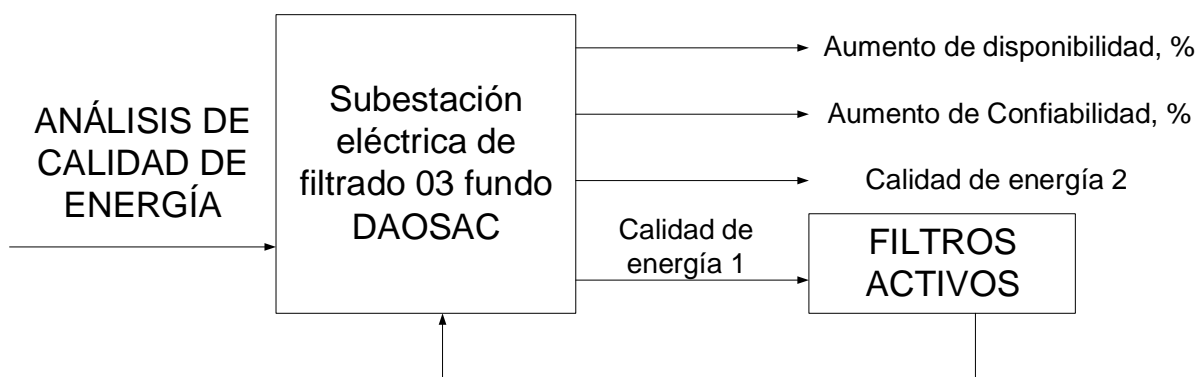 ANÁLISIS DE
CALIDAD DE
ENERGÍA
Subestación
eléctrica de
filtrado 03 fundo
DAOSAC
Aumento de disponibilidad, %
Aumento de Confiabilidad, %
Calidad de energía 2
Calidad de
energía 1
FILTROS
ACTIVOS